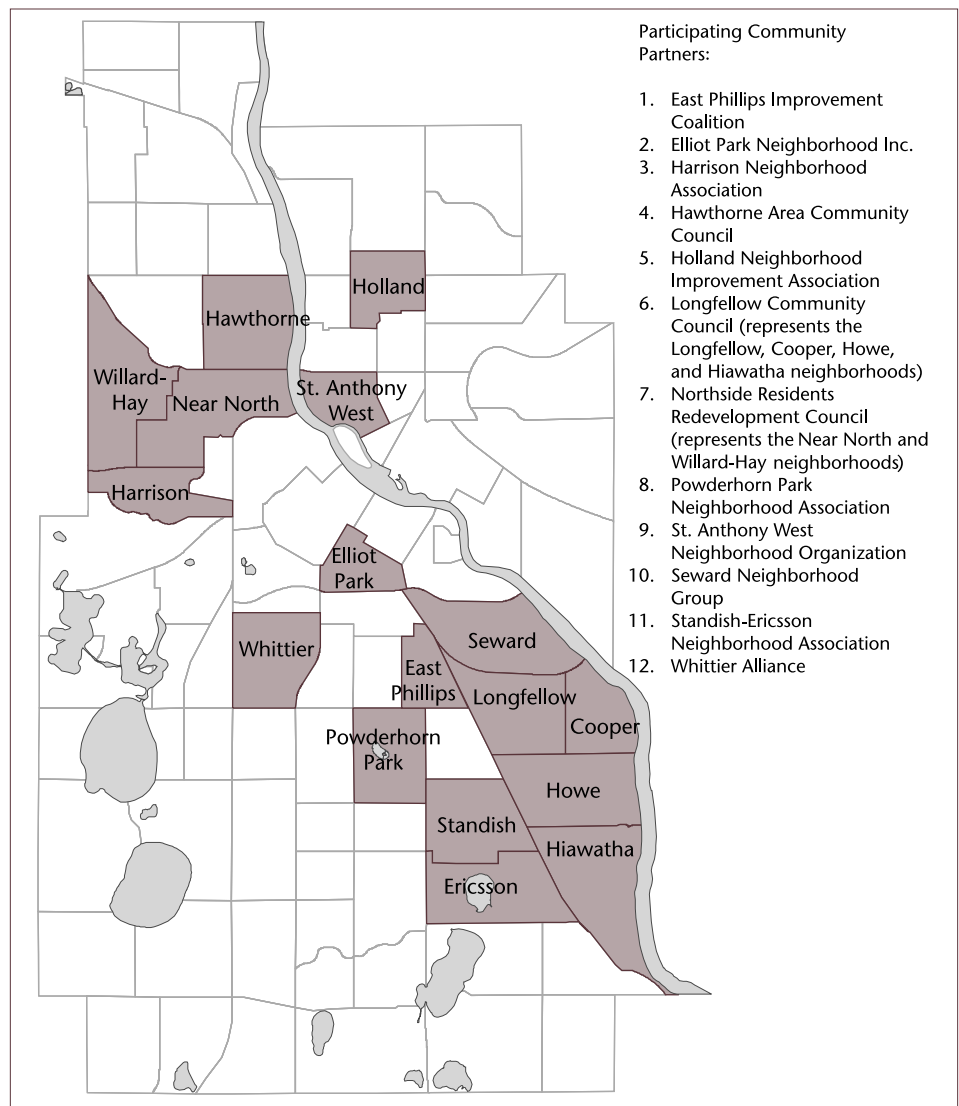 Participating Community
Partners:
1. East Phillips Improvement
Coalition
2. Elliot Park Neighborhood Inc.
3. Harrison Neighborhood
Association
4. Hawthorne Area Community
Council
5. Holland Neighborhood
Improvement Association
6. Longfellow Community
Council (represents the
Longfellow, Cooper, Howe,
and Hiawatha neighborhoods)
7. Northside Residents
Redevelopment Council
(represents the Near North and
Willard-Hay neighborhoods)
8. Powderhorn Park
Neighborhood Association
9. St. Anthony West
Neighborhood Organization
10. Seward Neighborhood
Group
11. Standish-Ericsson
Neighborhood Association
12. Whittier Alliance
Holland
Hawthorne
Willard-
Hay
Near North
St. Anthony
West
Harrison
Elliot
Park
Whittier
Seward
East
Phillips
Longfellow
Cooper
Powderhorn
Park
Howe
Standish
Hiawatha
Ericsson